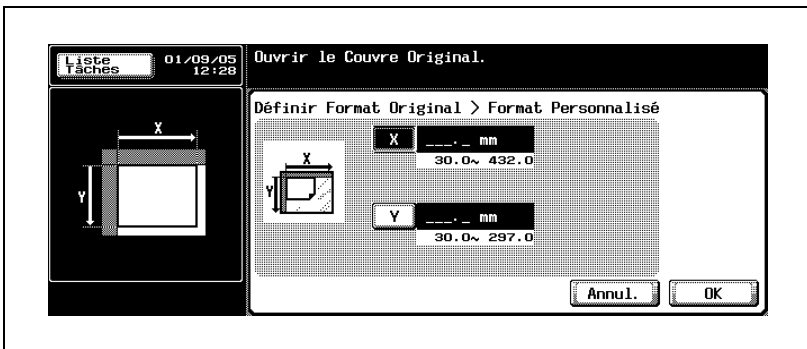 Liste
Tâches
01/09/05
12:28
Ouvrir le Couvre Original.
X
Y
Définir Format Original > Format Personnalisé
X
Y
X ___._ mm
30.0~ 432.0
Y ___._ mm
30.0~ 297.0
Annul.
OK